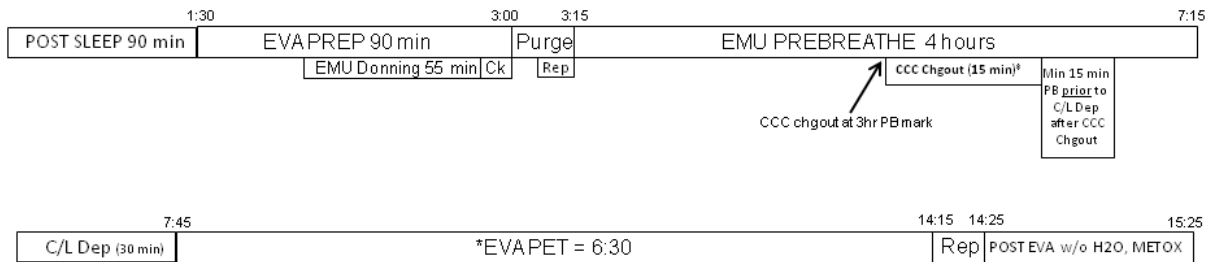 1:30 3:00 3:15 7:15
POST SLEEP 90 min EVA PREP 90 min Purge EMU PREBREATHE 4 hours
EMU Donning 55 min Ck Rep CCC Chgout (15 min)* Min 15 min
PB prior to
C/L Dep
after CCC
Chgout
CCC chgout at 3hr PB mark
7:45 14:15 14:25 15:25
C/L Dep (30 min) *EVA PET = 6:30 Rep POST EVA w/o H2O, METOX